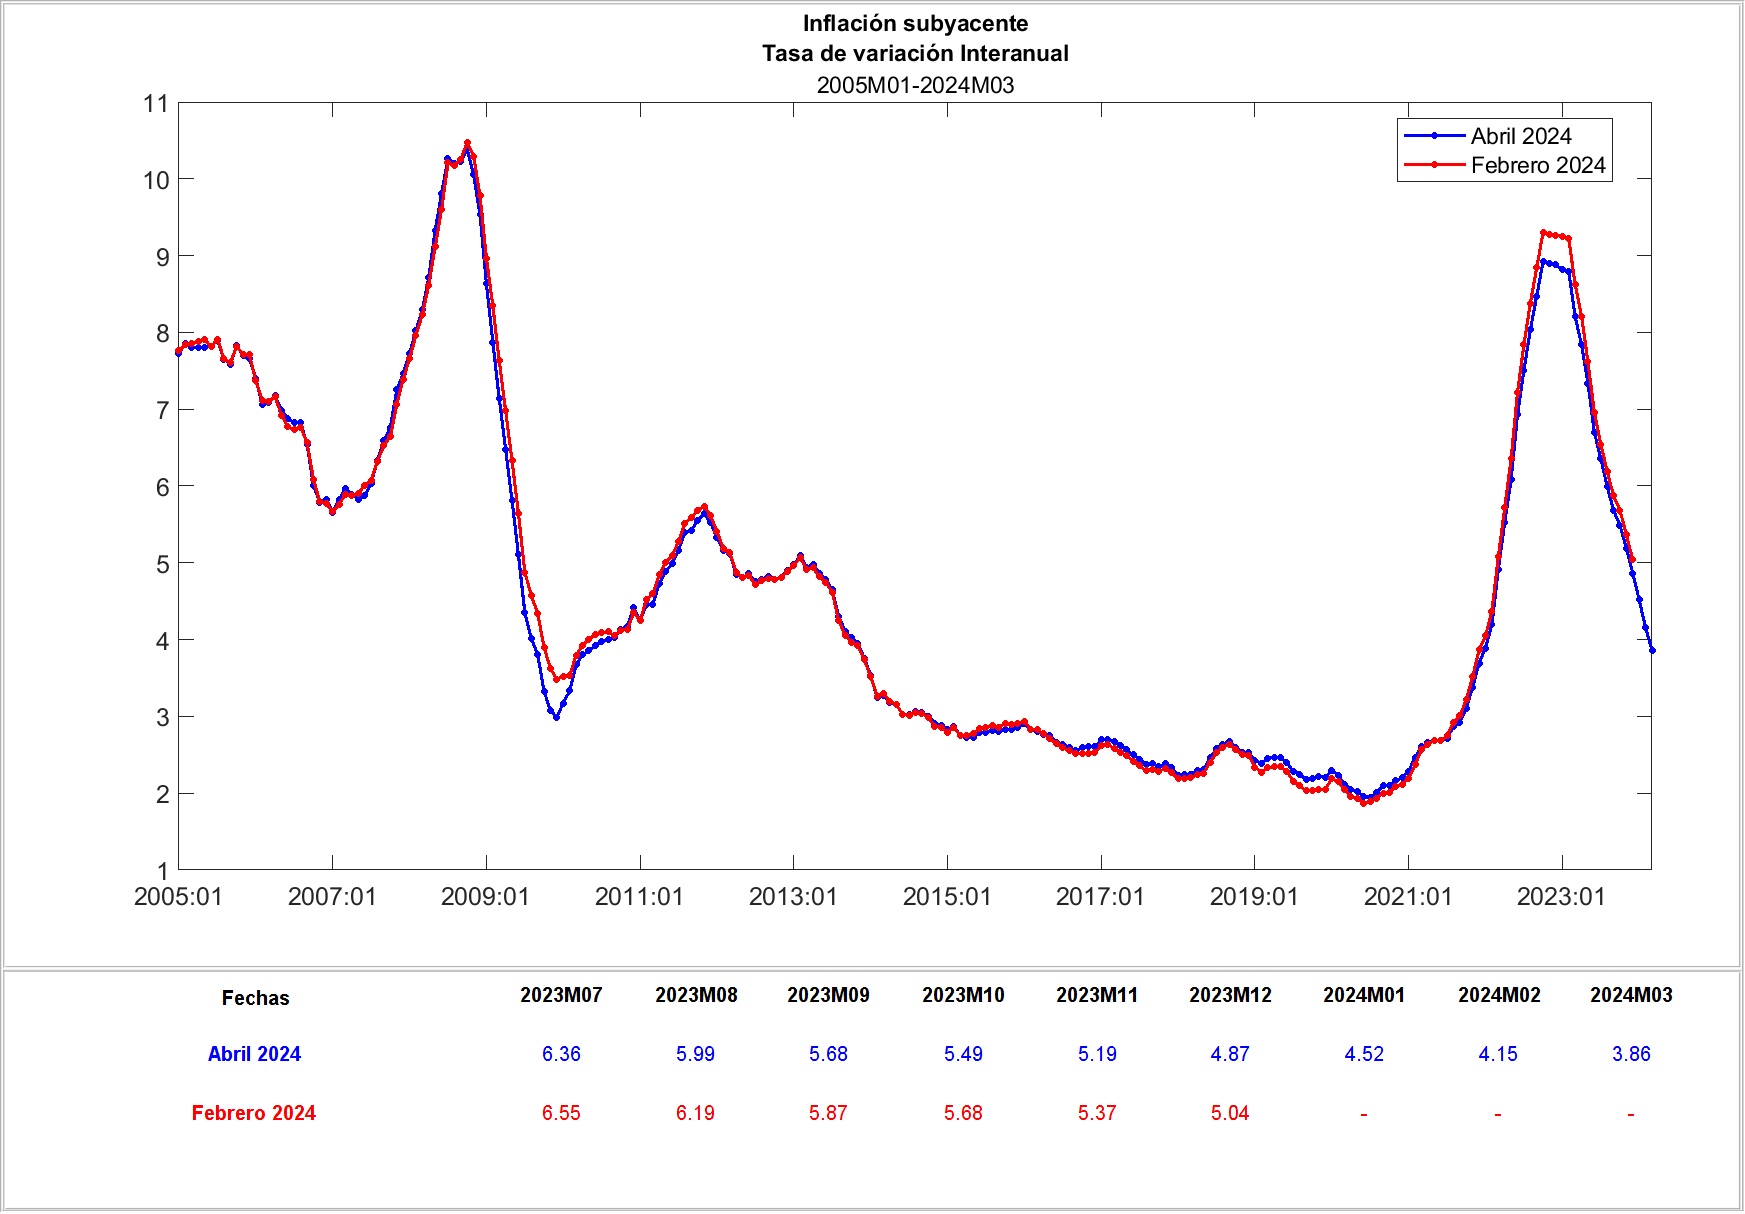 Inflación subyacente
Tasa de variación Interanual
2005M01-2024M03
Abril 2024
Febrero 2024
11
10
9
8
7
6
5
4
3
2
1
2005:01 2007:01 2009:01 2011:01 2013:01 2015:01 2017:01 2019:01 2021:01 2023:01
Fechas 2023M07 2023M08 2023M09 2023M10 2023M11 2023M12 2024M01 2024M02 2024M03
Abril 2024 6.36 5.99 5.68 5.49 5.19 4.87 4.52 4.15 3.86
Febrero 2024 6.55 6.19 5.87 5.68 5.37 5.04 - - -